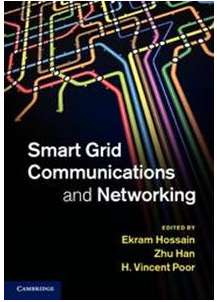 Smart Grid
Communications
and Networking
EDITED BY
Ekram Hossain
Zhu Han
H. Vincent Poor
CAMBRIDGE